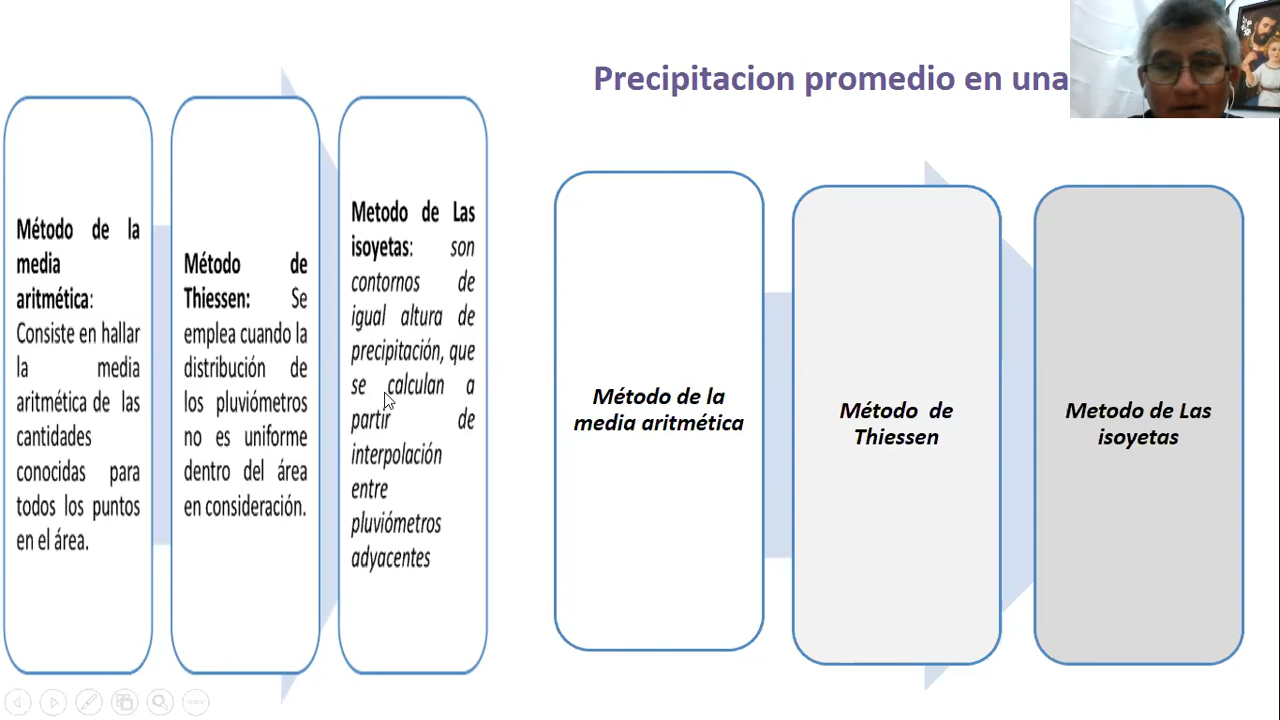 Precipitacion promedio en una
Método de la
media
aritmética:
Consiste en hallar
la media
aritmética de las
cantidades
conocidas para
todos los puntos
en el área.
Método de
Thiessen: Se
emplea cuando la
distribución de
los pluviómetros
no es uniforme
dentro del área
en consideración.
Metodo de Las
isoyetas: son
contornos de
igual altura de
precipitación, que
se calculan a
partir de
interpolación
entre
pluviómetros
adyacentes
Método de la
media aritmética
Método de
Thiessen
Metodo de Las
isoyetas